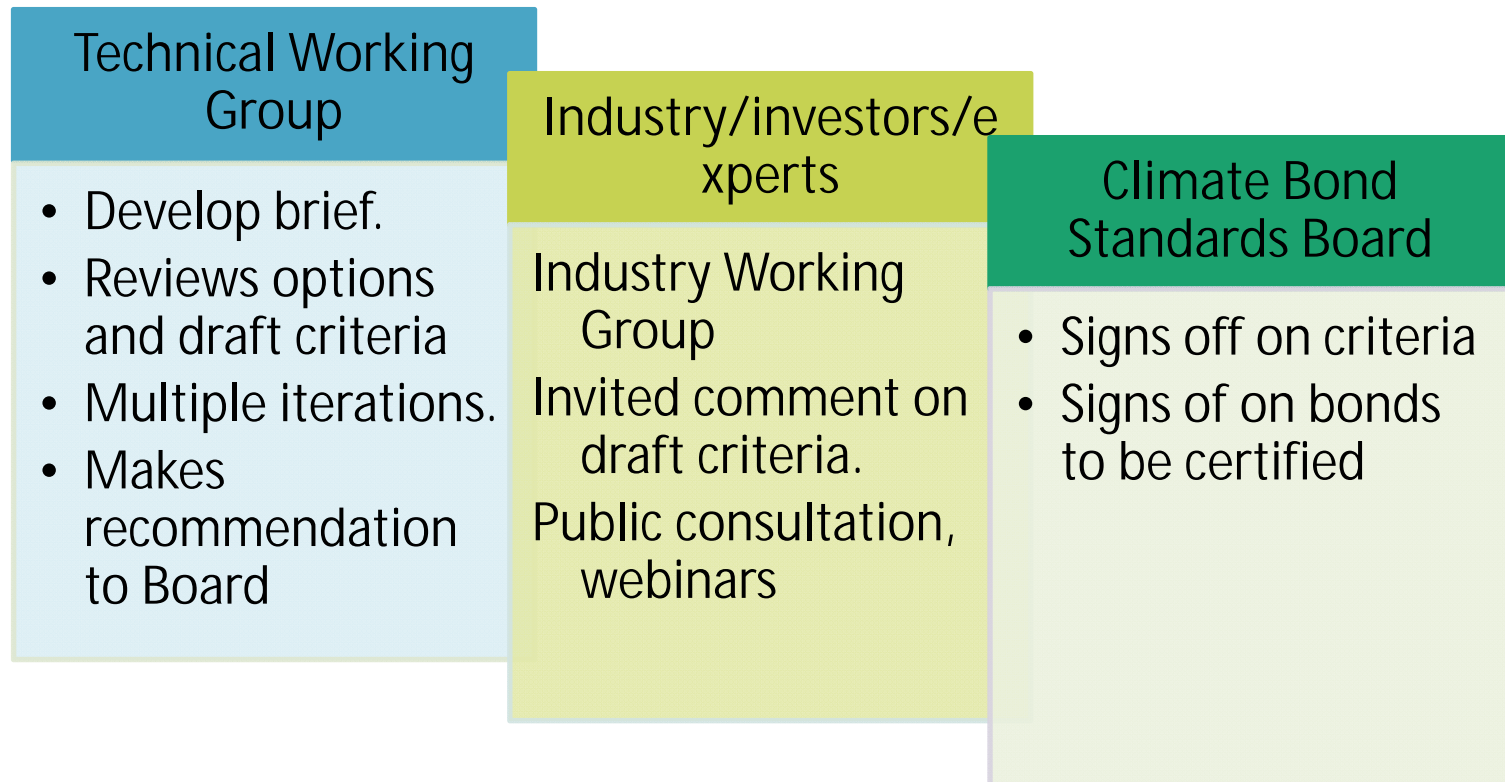 Technical Working
Group
• Develop brief.
• Reviews options
and draft criteria
• Multiple iterations.
• Makes
recommendation
to Board
Industry/investors/e
xperts
Industry Working
Group
Invited comment on
draft criteria.
Public consultation,
webinars
Climate Bond
Standards Board
• Signs off on criteria
• Signs of on bonds
to be certified